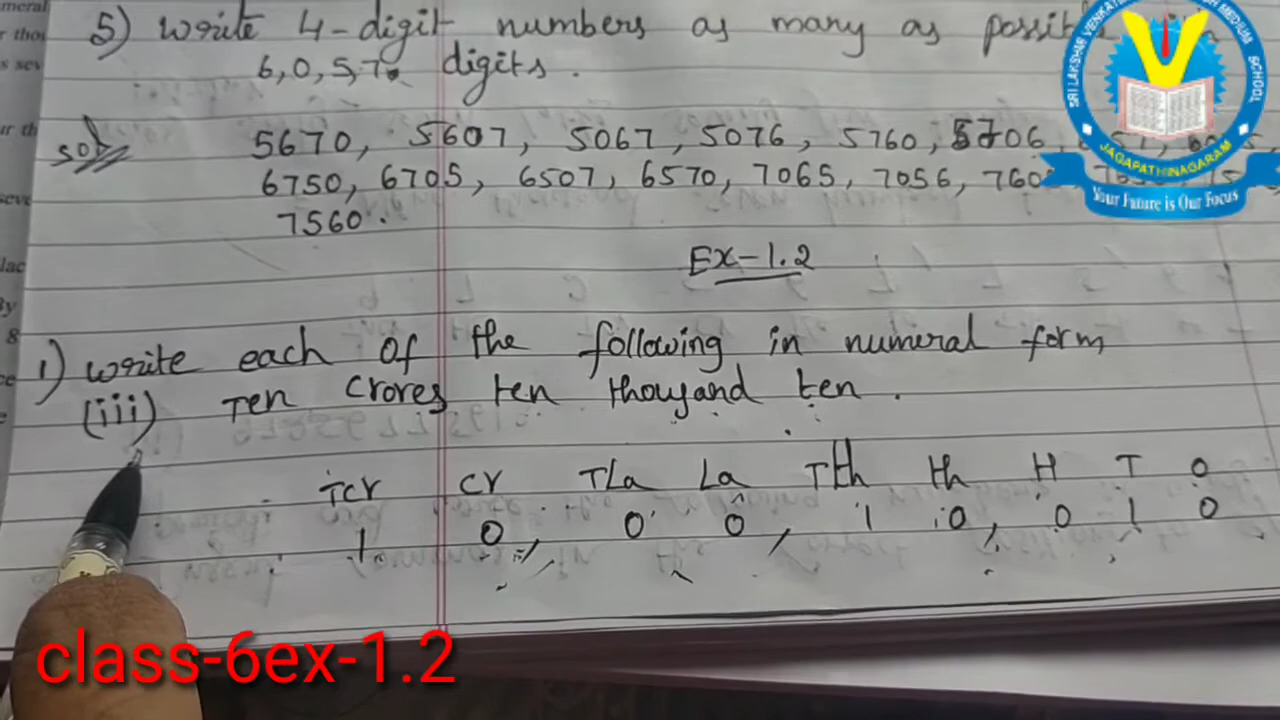 5) write 4-digit numbers as many as
6, 0, 5, 7 digits.
sol 5670, 5607, 5067, 5076, 5760, 5706
6750, 6705, 6507, 6570, 7065, 7056,
7560.
Ex-1.2
1) write each of the following in numeral form
(iii) Ten crores ten thousand ten.
Tcr cr TLa La Tth th H T O
1 0, 0 0, 1 0, 0 1 0
class-6ex-1.2
SCHOOL
JAGAPATHINAGARAM
Your Future is Our Focus